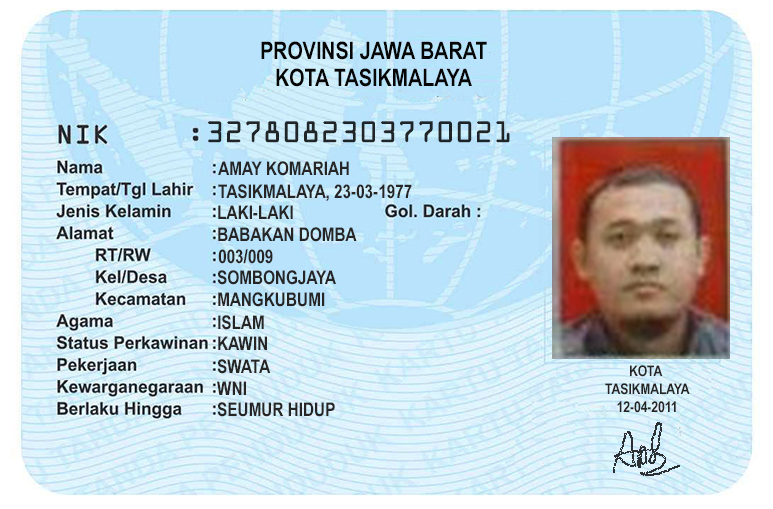 PROVINSI JAWA BARAT
KOTA TASIKMALAYA
NIK :3278082303770021
Nama :AMAY KOMARIAH
Tempat/Tgl Lahir :TASIKMALAYA, 23-03-1977
Jenis Kelamin :LAKI-LAKI Gol. Darah :
Alamat :BABAKAN DOMBA
RT/RW :003/009
Kel/Desa :SOMBONGJAYA
Kecamatan :MANGKUBUMI
Agama :ISLAM
Status Perkawinan :KAWIN
Pekerjaan :SWATA
Kewarganegaraan :WNI
Berlaku Hingga :SEUMUR HIDUP
KOTA
TASIKMALAYA
12-04-2011